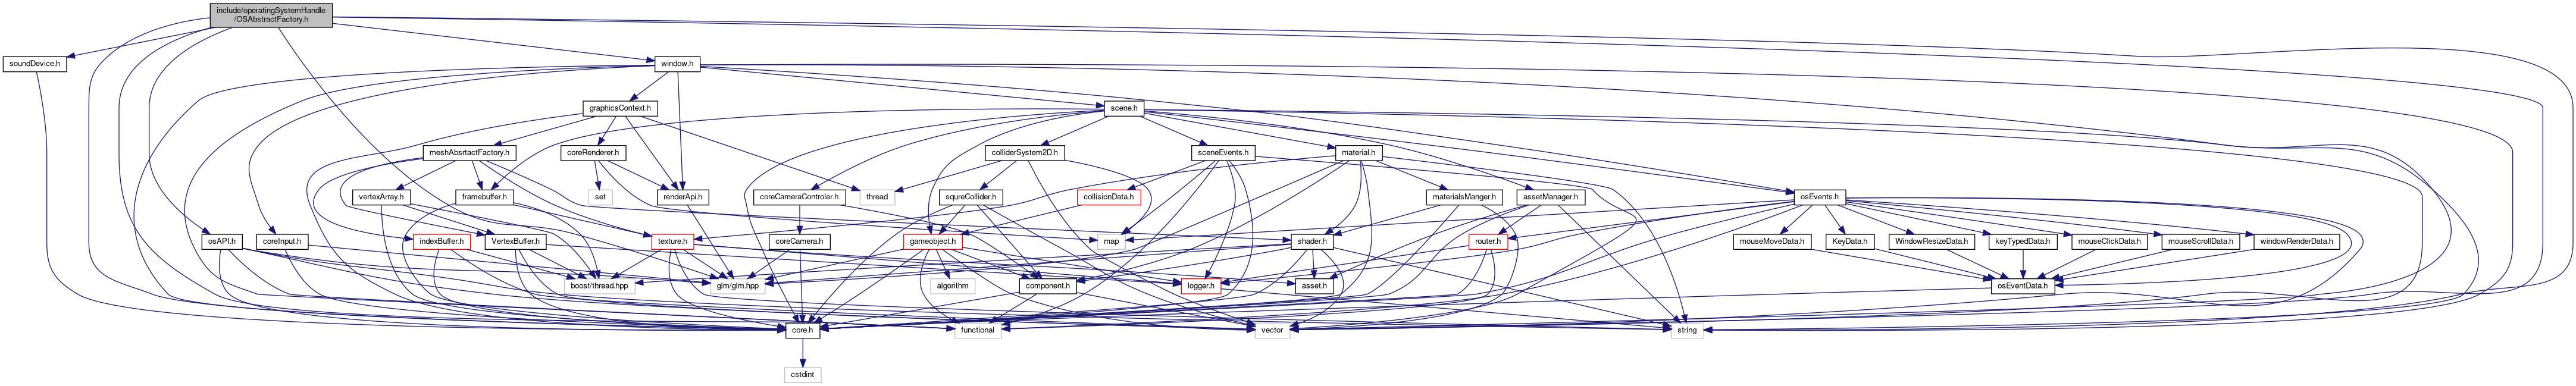 include/operatingSystemHandle
/OSAbstractFactory.h
soundDevice.h
window.h
graphicsContext.h
scene.h
meshAbsrtactFactory.h
coreRenderer.h
colliderSystem2D.h
sceneEvents.h
material.h
vertexArray.h
framebuffer.h
set
renderApi.h
coreCameraControler.h
thread
squreCollider.h
collisionData.h
materialsManger.h
assetManager.h
osEvents.h
osAPI.h
coreInput.h
indexBuffer.h
VertexBuffer.h
texture.h
coreCamera.h
gameobject.h
map
shader.h
router.h
mouseMoveData.h
KeyData.h
WindowResizeData.h
keyTypedData.h
mouseClickData.h
mouseScrollData.h
windowRenderData.h
boost/thread.hpp
glm/glm.hpp
algorithm
component.h
logger.h
asset.h
osEventData.h
core.h
functional
vector
string
cstdint